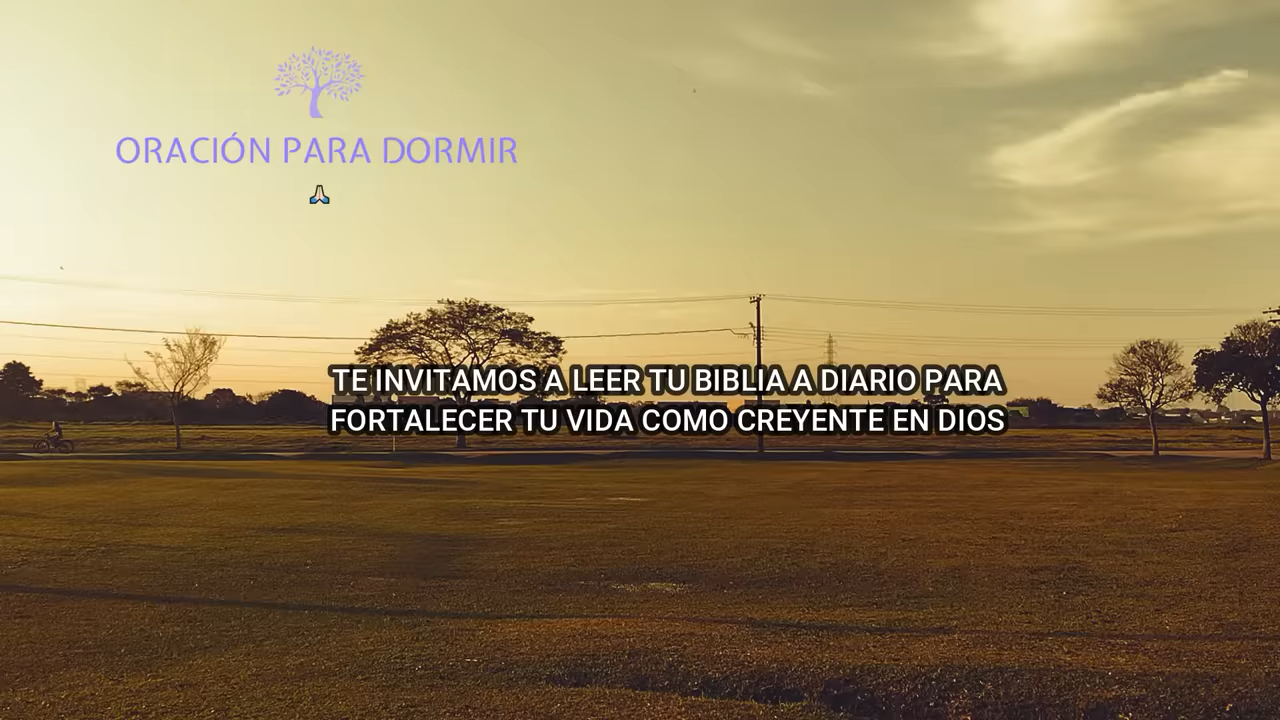 ORACIÓN PARA DORMIR
🙏🏻
TE INVITAMOS A LEER TU BIBLIA A DIARIO PARA
FORTALECER TU VIDA COMO CREYENTE EN DIOS